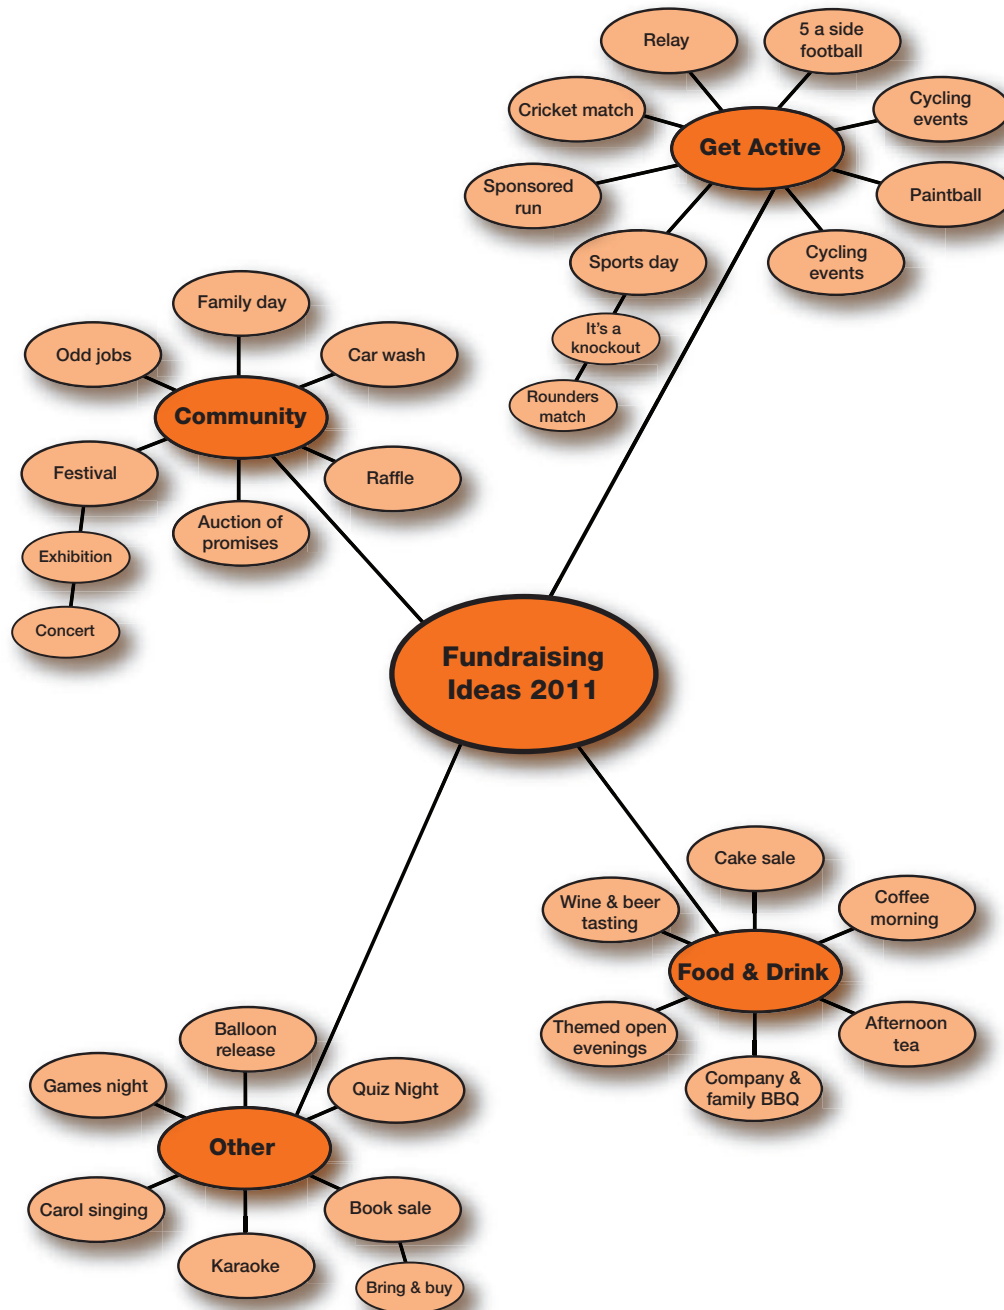 Relay
5 a side
football
Cricket match
Cycling
events
Get Active
Sponsored
run
Paintball
Sports day
Cycling
events
It's a
knockout
Rounders
match
Family day
Odd jobs
Car wash
Community
Festival
Raffle
Auction of
promises
Exhibition
Concert
Fundraising
Ideas 2011
Cake sale
Wine & beer
tasting
Coffee
morning
Food & Drink
Themed open
evenings
Afternoon
tea
Company &
family BBQ
Balloon
release
Games night
Quiz Night
Other
Carol singing
Book sale
Karaoke
Bring & buy